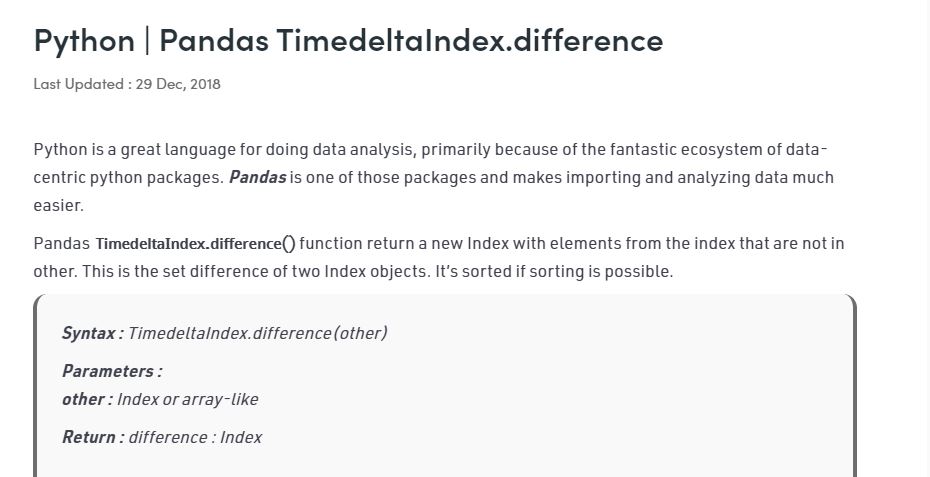 Python | Pandas TimedeltaIndex.difference
Last Updated : 29 Dec, 2018
Python is a great language for doing data analysis, primarily because of the fantastic ecosystem of data-
centric python packages. Pandas is one of those packages and makes importing and analyzing data much
easier.
Pandas TimedeltaIndex.difference() function return a new Index with elements from the index that are not in
other. This is the set difference of two Index objects. It’s sorted if sorting is possible.
Syntax : TimedeltaIndex.difference(other)
Parameters :
other : Index or array-like
Return : difference : Index